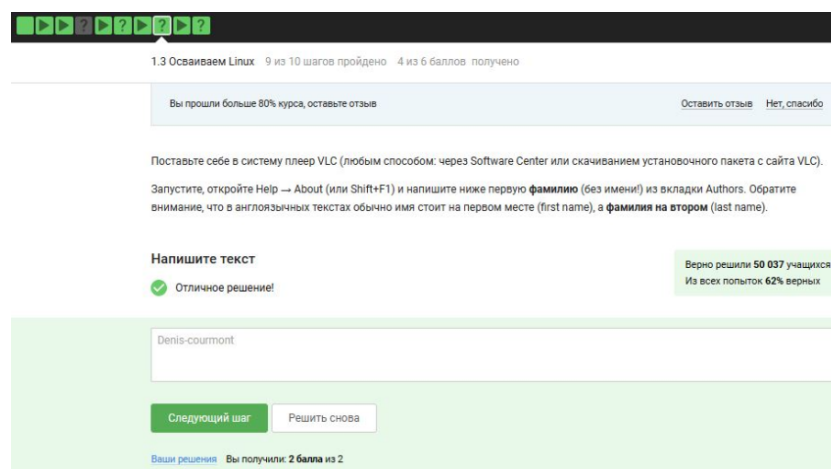 ? ? ? ?
1.3 Осваиваем Linux 9 из 10 шагов пройдено 4 из 6 баллов получено
Вы прошли больше 80% курса, оставьте отзыв Оставить отзыв Нет, спасибо
Поставьте себе в систему плеер VLC (любым способом: через Software Center или скачиванием установочного пакета с сайта VLC).
Запустите, откройте Help → About (или Shift+F1) и напишите ниже первую фамилию (без имени!) из вкладки Authors. Обратите
внимание, что в англоязычных текстах обычно имя стоит на первом месте (first name), а фамилия на втором (last name).
Напишите текст
Верно решили 50 037 учащихся
Отличное решение!
Из всех попыток 62% верных
Denis-courmont
Следующий шаг Решить снова
Ваши решения Вы получили: 2 балла из 2